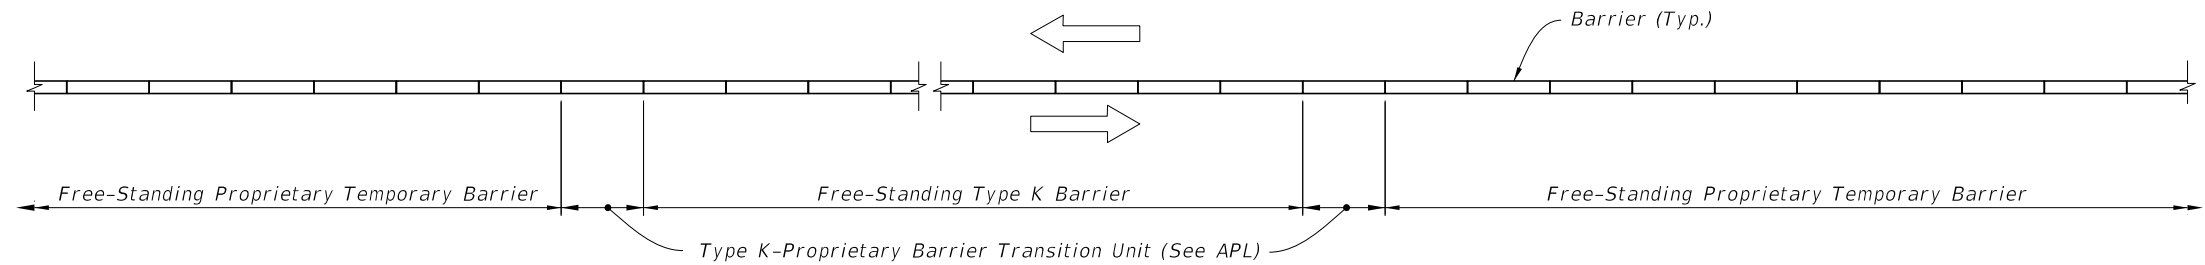 Barrier (Typ.)
Free-Standing Proprietary Temporary Barrier
Free-Standing Type K Barrier
Free-Standing Proprietary Temporary Barrier
Type K-Proprietary Barrier Transition Unit (See APL)